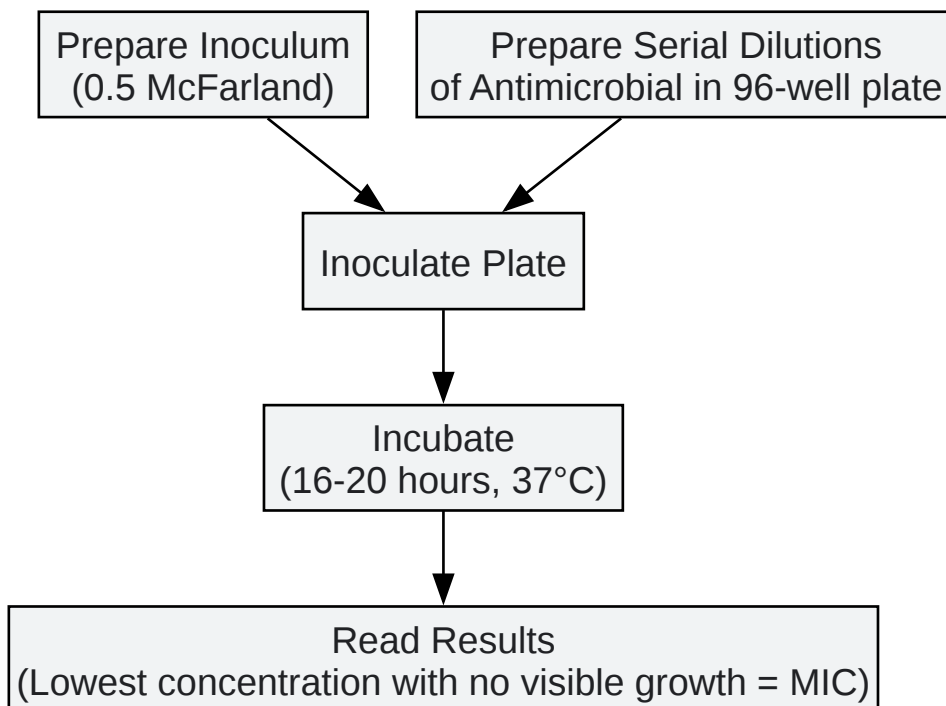 Prepare Inoculum
(0.5 McFarland)
Prepare Serial Dilutions
of Antimicrobial in 96-well plate
Inoculate Plate
Incubate
(16-20 hours, 37°C)
Read Results
(Lowest concentration with no visible growth = MIC)